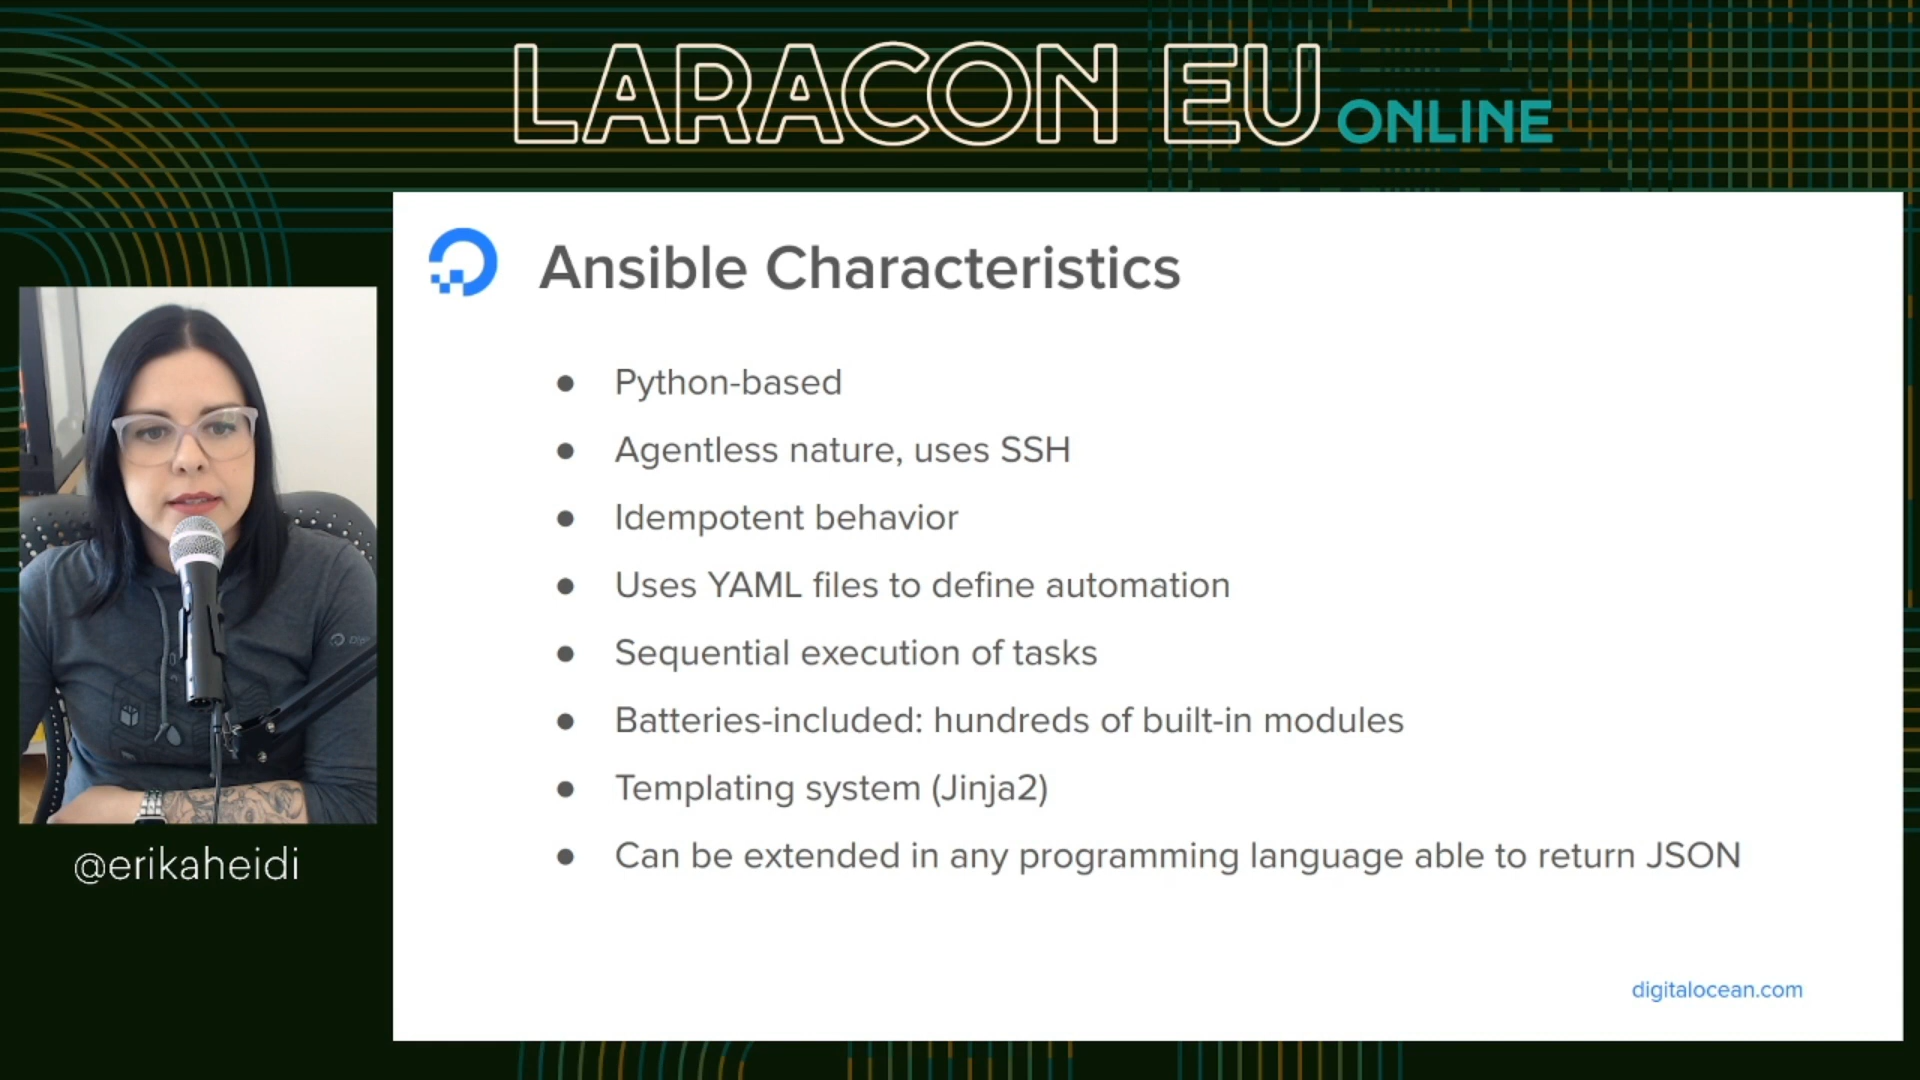 LARACON EU ONLINE
Ansible Characteristics
● Python-based
● Agentless nature, uses SSH
● Idempotent behavior
● Uses YAML files to define automation
● Sequential execution of tasks
● Batteries-included: hundreds of built-in modules
● Templating system (Jinja2)
● Can be extended in any programming language able to return JSON
@erikaheidi
digitalocean.com